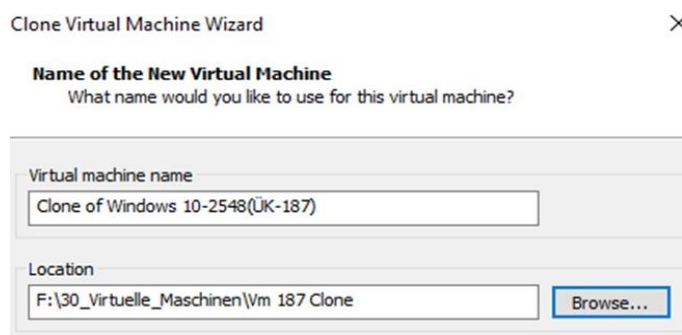 Clone Virtual Machine Wizard
Name of the New Virtual Machine
What name would you like to use for this virtual machine?
Virtual machine name
Clone of Windows 10-2548(ÜK-187)
Location
F:\30_Virtuelle_Maschinen\Vm 187 Clone
Browse...